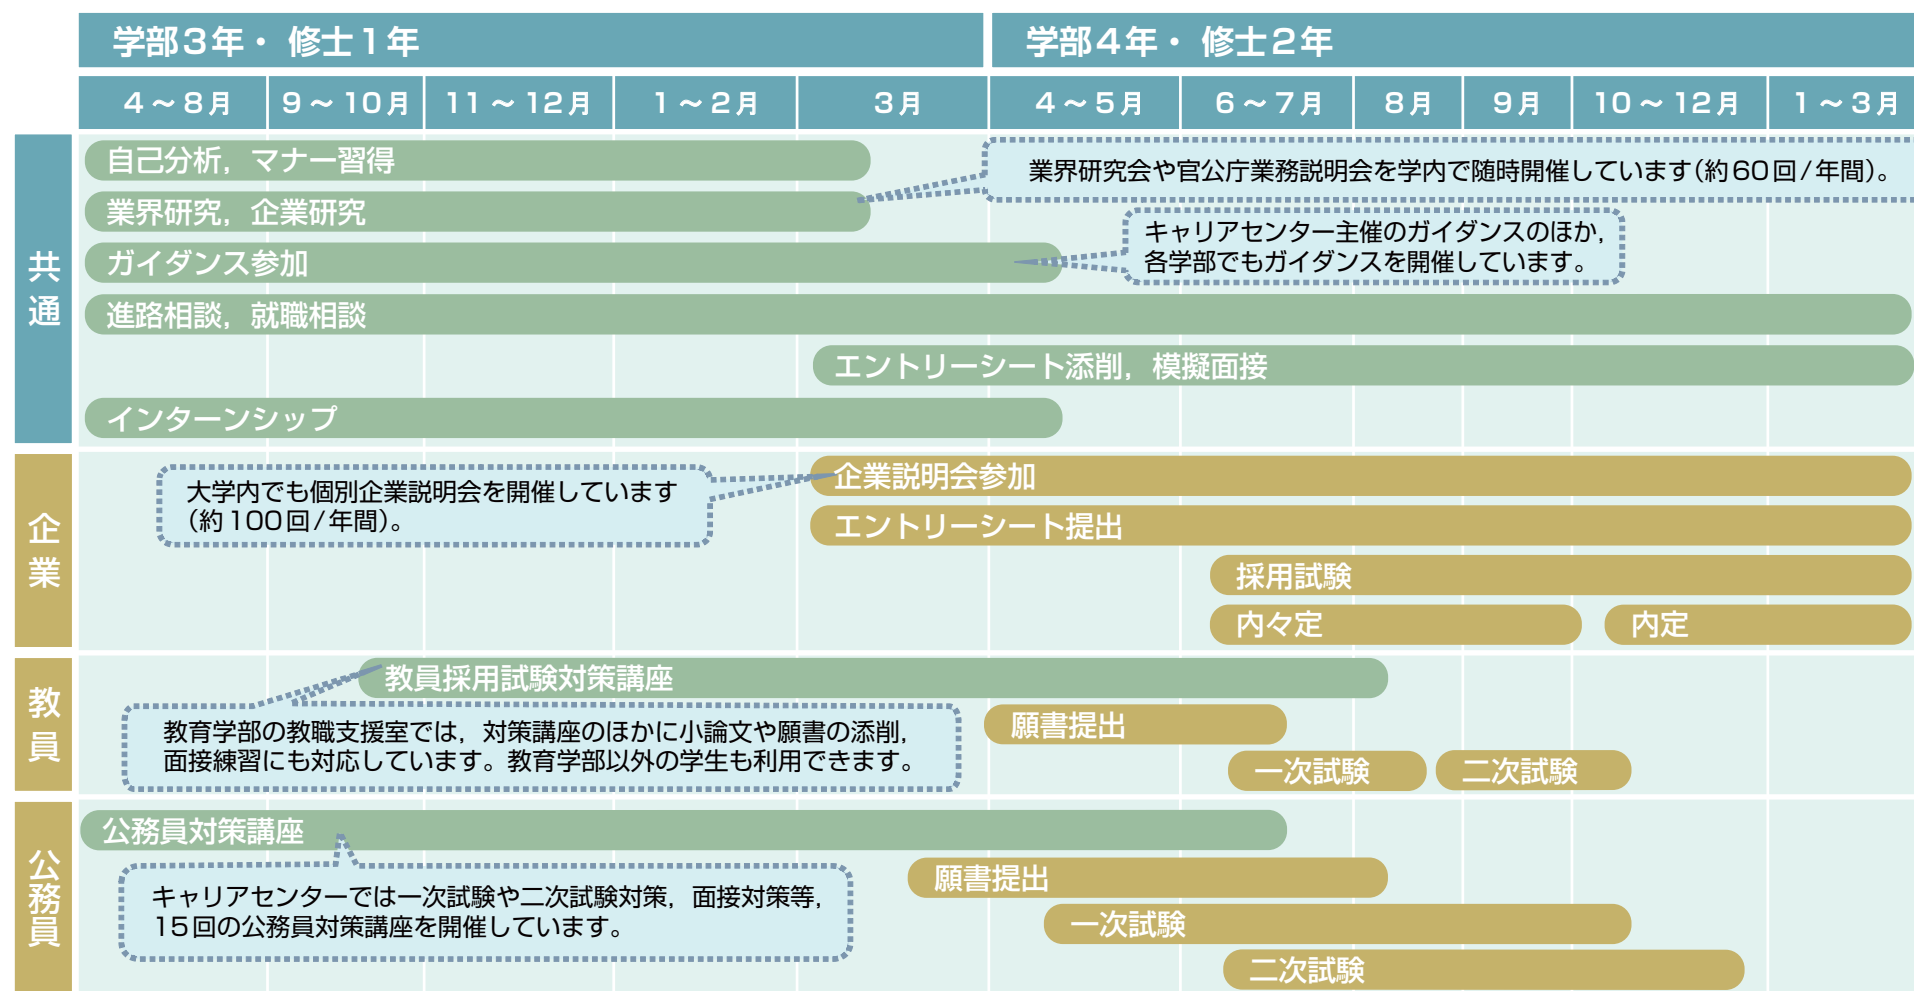 学部3年・ 修士1年
学部4年・ 修士2年
4～8月
9～10月
11～12月
1～2月
3月
4～5月
6～7月
8月
9月
10～12月
1～3月
共通
自己分析，マナー習得
業界研究会や官公庁業務説明会を学内で随時開催しています（約60回/年間）。
業界研究，企業研究
キャリアセンター主催のガイダンスのほか，
各学部でもガイダンスを開催しています。
ガイダンス参加
進路相談，就職相談
エントリーシート添削，模擬面接
インターンシップ
企業
大学内でも個別企業説明会を開催しています
（約100回/年間）。
企業説明会参加
エントリーシート提出
採用試験
内々定
内定
教員
教員採用試験対策講座
教育学部の教職支援室では，対策講座のほかに小論文や願書の添削，
面接練習にも対応しています。教育学部以外の学生も利用できます。
願書提出
一次試験
二次試験
公務員
公務員対策講座
キャリアセンターでは一次試験や二次試験対策，面接対策等，
15回の公務員対策講座を開催しています。
願書提出
一次試験
二次試験